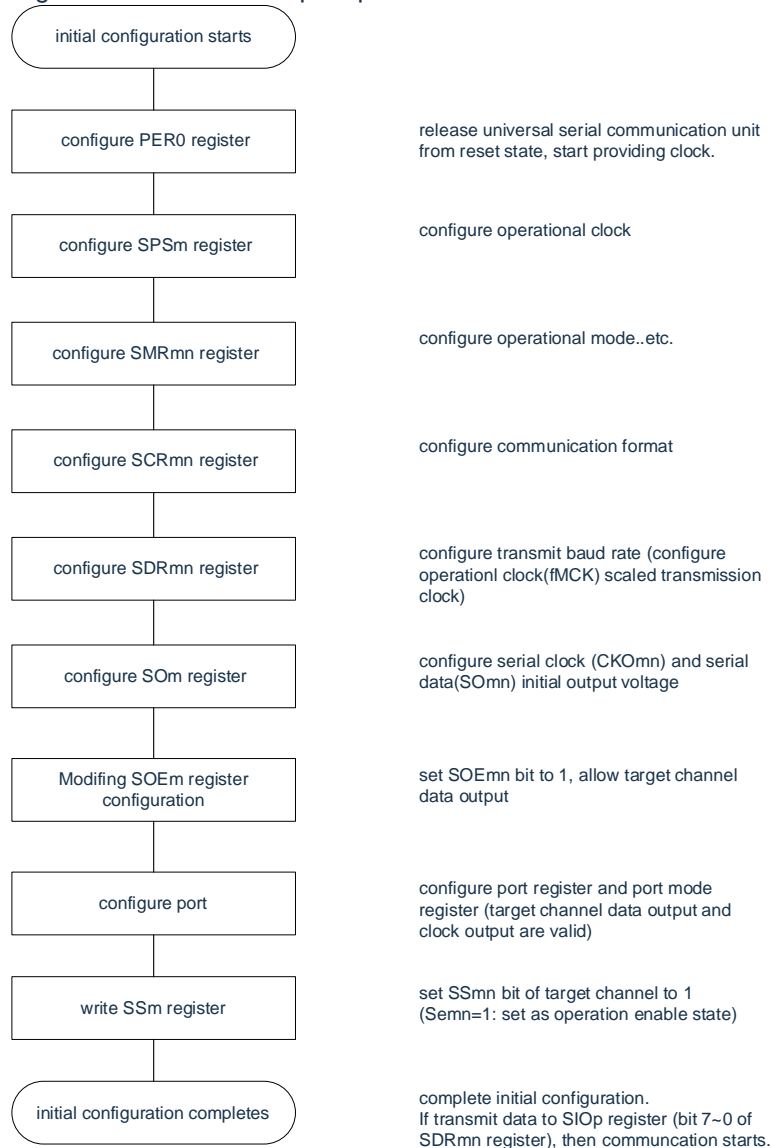 initial configuration starts
configure PER0 register
release universal serial communication unit
from reset state, start providing clock.
configure SPSm register
configure operational clock
configure SMRmn register
configure operational mode..etc.
configure SCRmn register
configure communication format
configure SDRmn register
configure transmit baud rate (configure
operationl clock(fMCK) scaled transmission
clock)
configure SOm register
configure serial clock (CKOmn) and serial
data(SOmn) initial output voltage
Modifing SOEm register
configuration
set SOEmn bit to 1, allow target channel
data output
configure port
configure port register and port mode
register (target channel data output and
clock output are valid)
write SSm register
set SSmn bit of target channel to 1
(Semn=1: set as operation enable state)
initial configuration completes
complete initial configuration.
If transmit data to SIOp register (bit 7~0 of
SDRmn register), then communcation starts.